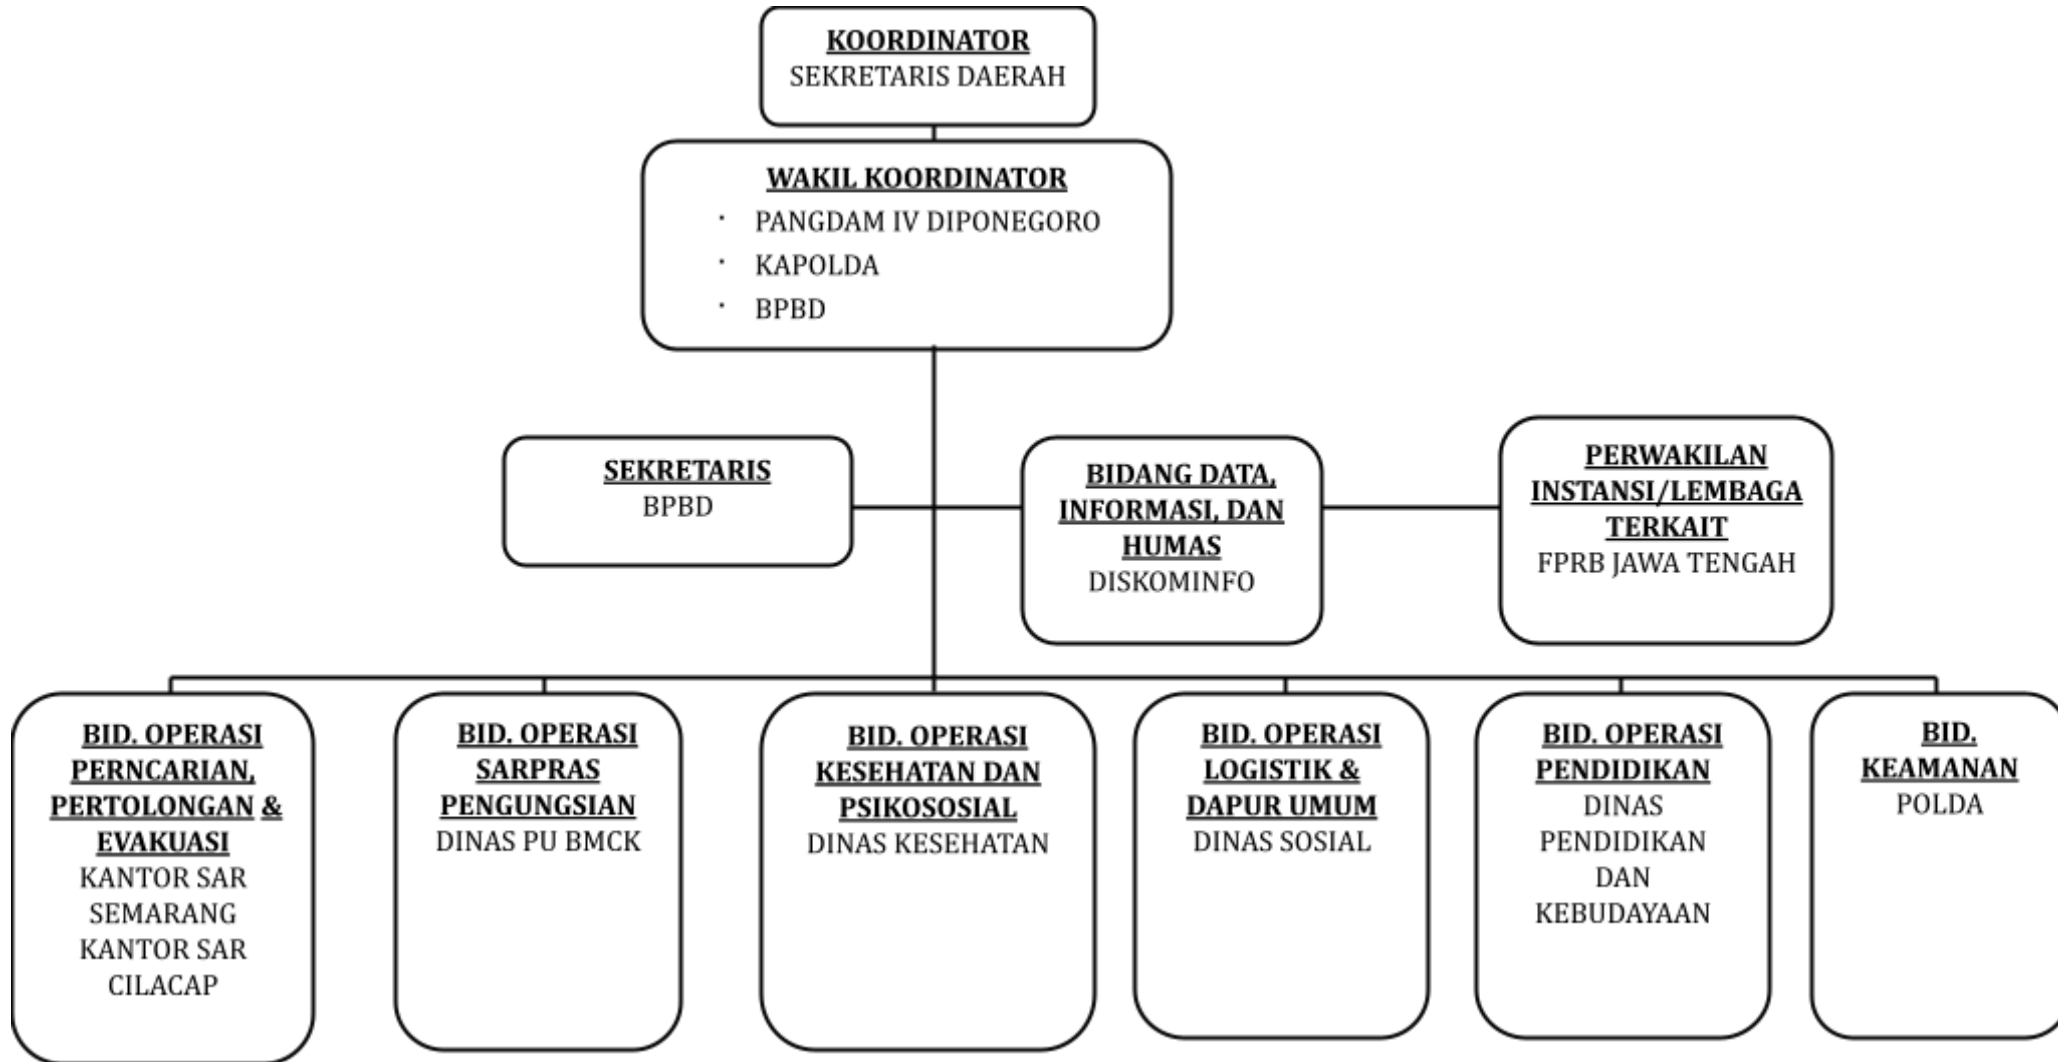 KOORDINATOR
SEKRETARIS DAERAH
WAKIL KOORDINATOR
· PANGDAM IV DIPONEGORO
· KAPOLDA
· BPBD
SEKRETARIS
BPBD
BIDANG DATA,
INFORMASI, DAN
HUMAS
DISKOMINFO
PERWAKILAN
INSTANSI/LEMBAGA
TERKAIT
FPRB JAWA TENGAH
BID. OPERASI
PERNCARIAN,
PERTOLONGAN &
EVAKUASI
KANTOR SAR
SEMARANG
KANTOR SAR
CILACAP
BID. OPERASI
SARPRAS
PENGUNGSIAN
DINAS PU BMCK
BID. OPERASI
KESEHATAN DAN
PSIKOSOSIAL
DINAS KESEHATAN
BID. OPERASI
LOGISTIK &
DAPUR UMUM
DINAS SOSIAL
BID. OPERASI
PENDIDIKAN
DINAS
PENDIDIKAN
DAN
KEBUDAYAAN
BID.
KEAMANAN
POLDA